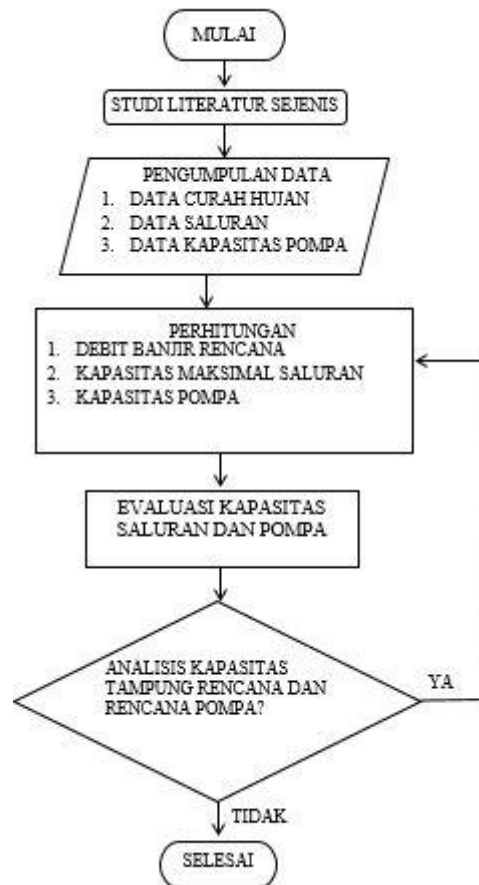 MULAI
STUDI LITERATUR SEJENIS
PENGUMPULAN DATA
1. DATA CURAH HUJAN
2. DATA SALURAN
3. DATA KAPASITAS POMPA
PERHITUNGAN
1. DEBIT BANJIR RENCANA
2. KAPASITAS MAKSIMAL SALURAN
3. KAPASITAS POMPA
EVALUASI KAPASITAS
SALURAN DAN POMPA
ANALISIS KAPASITAS
TAMPUNG RENCANA DAN
RENCANA POMPA?
YA
TIDAK
SELESAI